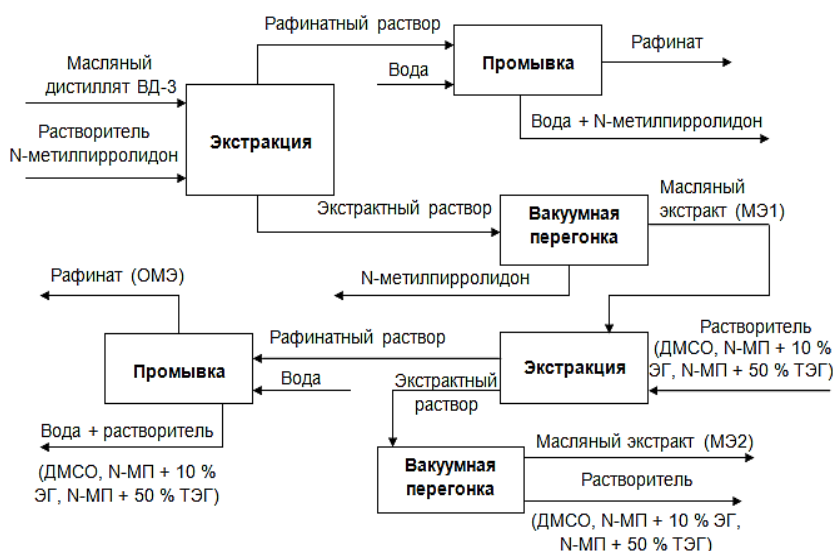 Рафинатный раствор
Масляный
дистиллят ВД-3
Вода
Промывка
Рафинат
Растворитель
N-метилпирролидон
Экстракция
Вода + N-метилпирролидон
Экстрактный раствор
Вакуумная
перегонка
Масляный
экстракт (МЭ1)
N-метилпирролидон
Рафинат (ОМЭ)
Рафинатный раствор
Промывка
Вода
Экстракция
Растворитель
(ДМСО, N-МП + 10 %
ЭГ, N-МП + 50 % ТЭГ)
Экстрактный
раствор
Вода + растворитель
(ДМСО, N-МП + 10 %
ЭГ, N-МП + 50 % ТЭГ)
Вакуумная
перегонка
Масляный экстракт (МЭ2)
Растворитель
(ДМСО, N-МП + 10 % ЭГ,
N-МП + 50 % ТЭГ)